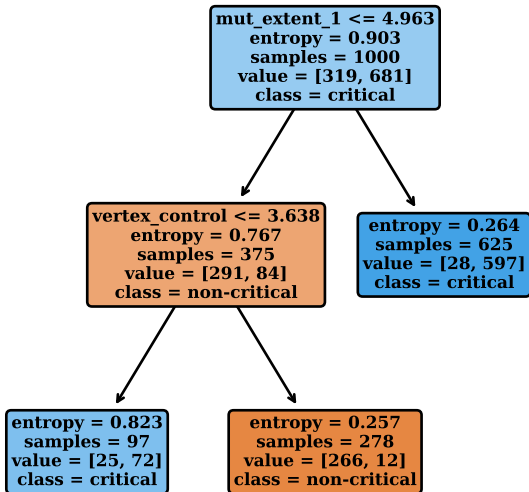 mut_extent_1 <= 4.963
entropy = 0.903
samples = 1000
value = [319, 681]
class = critical
vertex_control <= 3.638
entropy = 0.767
samples = 375
value = [291, 84]
class = non-critical
entropy = 0.264
samples = 625
value = [28, 597]
class = critical
entropy = 0.823
samples = 97
value = [25, 72]
class = critical
entropy = 0.257
samples = 278
value = [266, 12]
class = non-critical